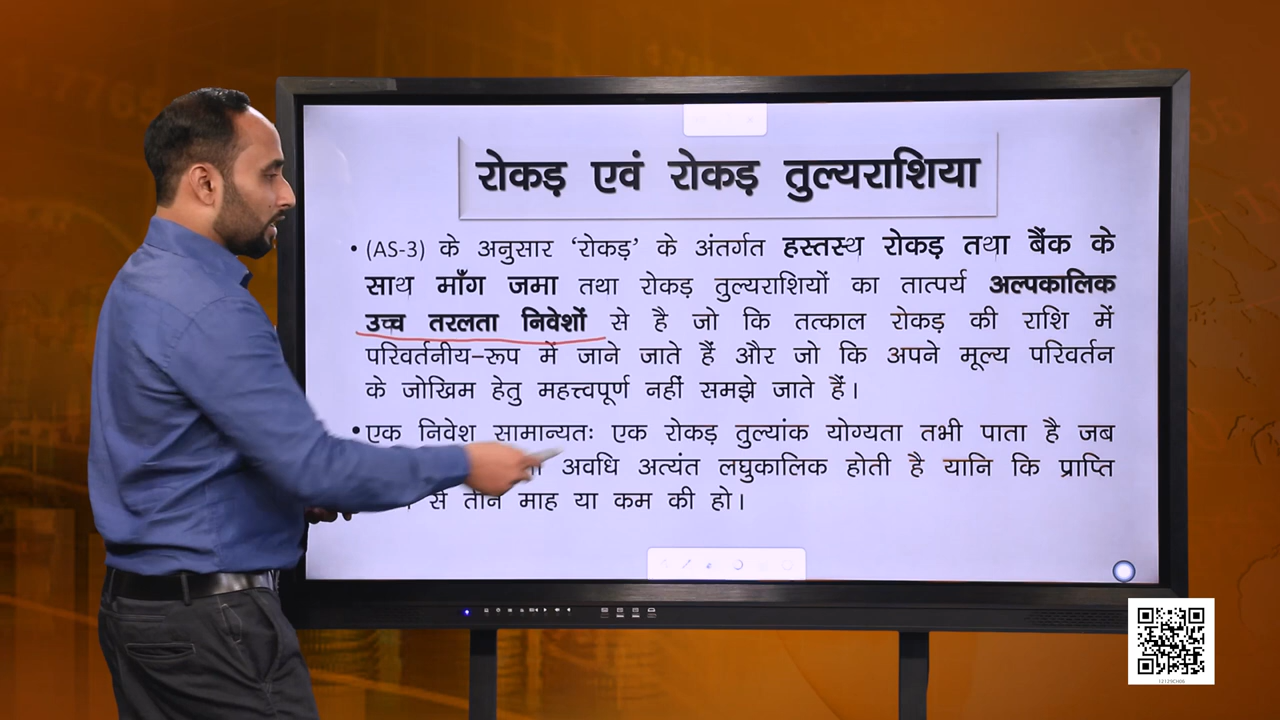 रोकड़ एवं रोकड़ तुल्यराशिया
• (AS-3) के अनुसार ‘रोकड़’ के अंतर्गत हस्तस्थ रोकड़ तथा बैंक के
साथ माँग जमा तथा रोकड़ तुल्यराशियों का तात्पर्य अल्पकालिक
उच्च तरलता निवेशों से है जो कि तत्काल रोकड़ की राशि में
परिवर्तनीय-रूप में जाने जाते हैं और जो कि अपने मूल्य परिवर्तन
के जोखिम हेतु महत्त्वपूर्ण नहीं समझे जाते हैं।
• एक निवेश सामान्यतः एक रोकड़ तुल्यांक योग्यता तभी पाता है जब
अवधि अत्यंत लघुकालिक होती है यानि कि प्राप्ति
से तीन माह या कम की हो।
12129CH06